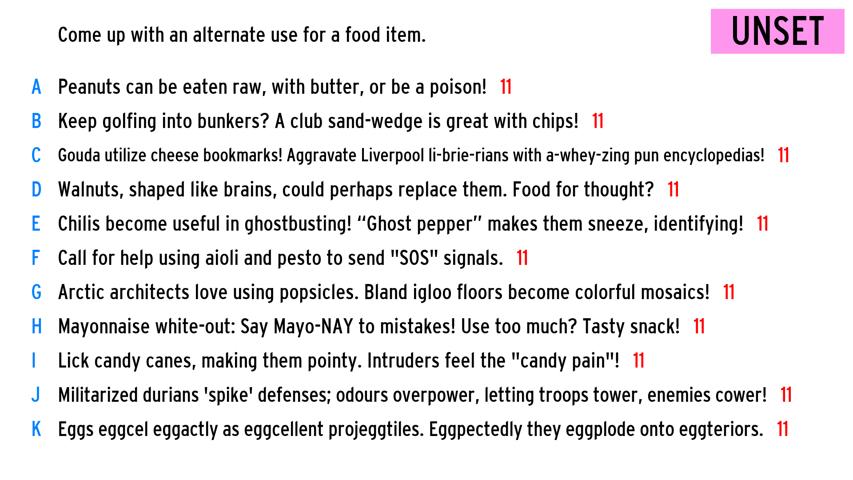 Come up with an alternate use for a food item.
UNSET
A Peanuts can be eaten raw, with butter, or be a poison! 11
B Keep golfing into bunkers? A club sand-wedge is great with chips! 11
C Gouda utilize cheese bookmarks! Aggravate Liverpool li-brie-rians with a-whey-zing pun encyclopedias! 11
D Walnuts, shaped like brains, could perhaps replace them. Food for thought? 11
E Chilis become useful in ghostbusting! “Ghost pepper” makes them sneeze, identifying! 11
F Call for help using aioli and pesto to send "SOS" signals. 11
G Arctic architects love using popsicles. Bland igloo floors become colorful mosaics! 11
H Mayonnaise white-out: Say Mayo-NAY to mistakes! Use too much? Tasty snack! 11
I Lick candy canes, making them pointy. Intruders feel the "candy pain"! 11
J Militarized durians 'spike' defenses; odours overpower, letting troops tower, enemies cower! 11
K Eggs eggcel eggactly as eggcellent projeggtiles. Eggpectedly they eggplode onto eggteriors. 11